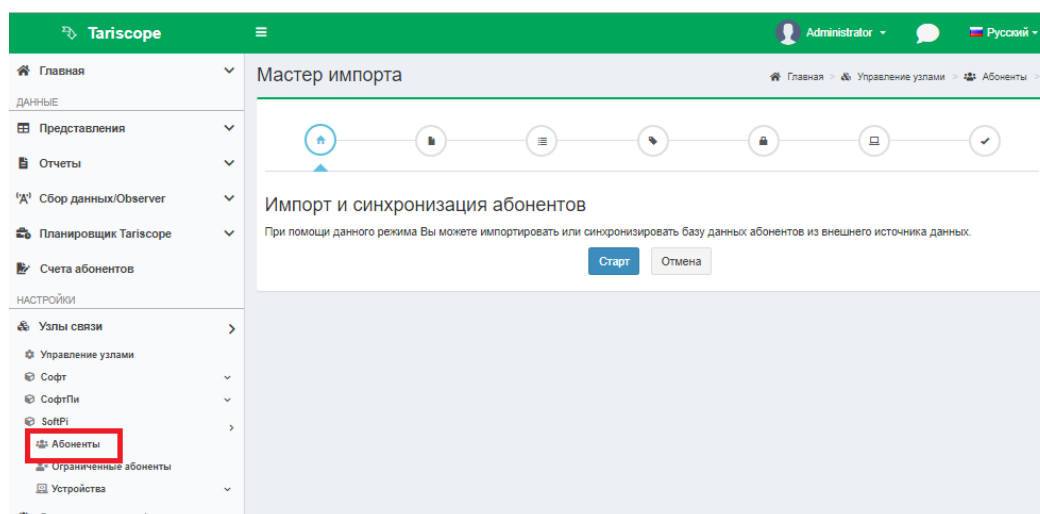 Tariscope
Administrator
Русский
Главная
Мастер импорта
Главная > Управление узлами > Абоненты >
ДАННЫЕ
Представления
Отчеты
Сбор данных/Observer
Планировщик Tariscope
Счета абонентов
НАСТРОЙКИ
Узлы связи
Управление узлами
Софт
СофтПи
SoftPi
Абоненты
Ограниченные абоненты
Устройства
Импорт и синхронизация абонентов
При помощи данного режима Вы можете импортировать или синхронизировать базу данных абонентов из внешнего источника данных.
Старт
Отмена